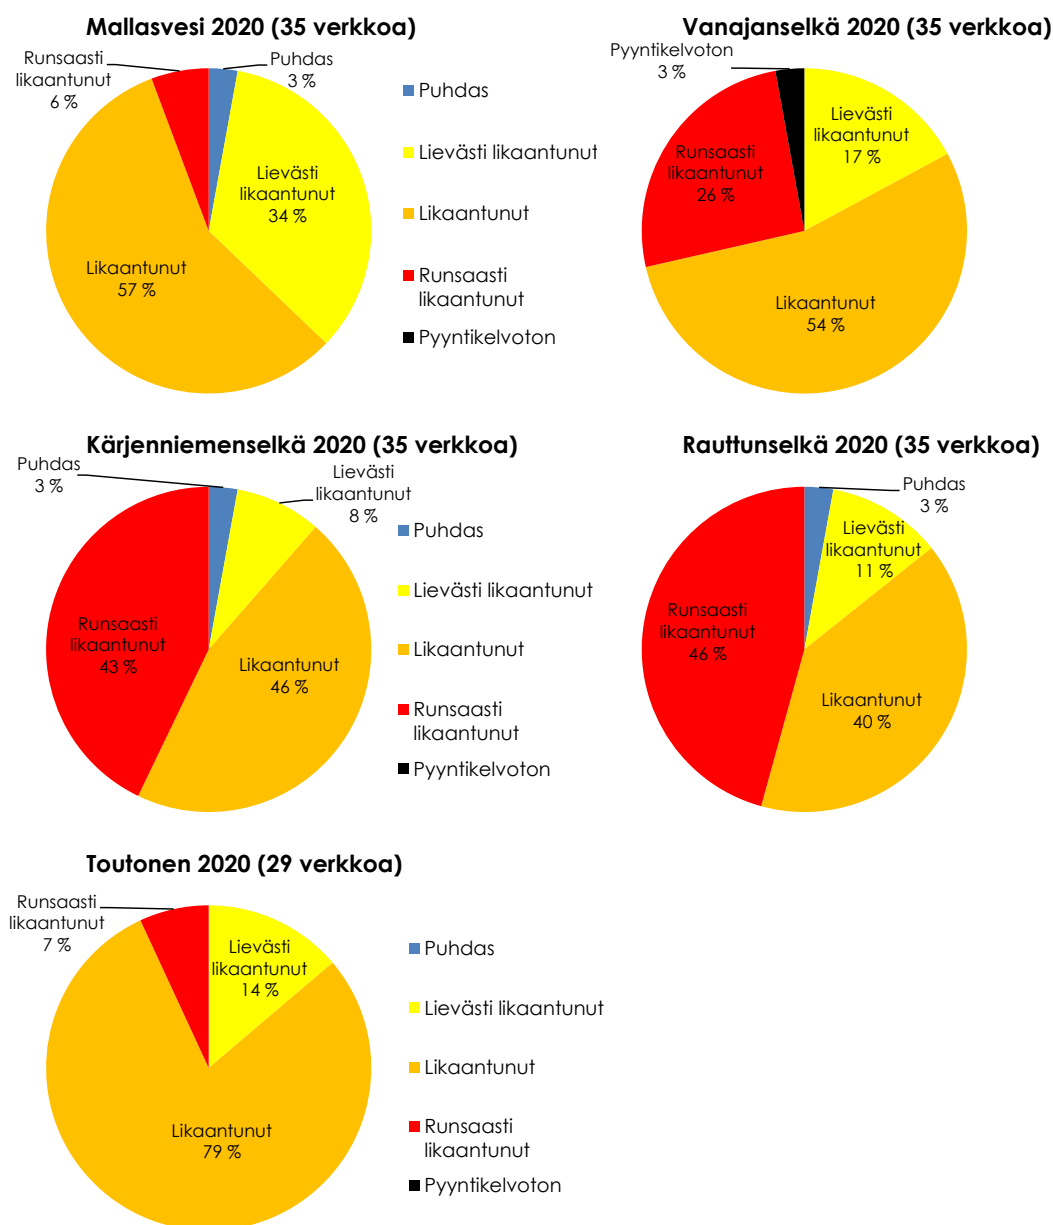 Mallasvesi 2020 (35 verkkoa)
Runsaasti
likaantunut
6 %
Puhdas
3 %
Lievästi
likaantunut
34 %
Likaantunut
57 %
Puhdas
Lievästi likaantunut
Likaantunut
Runsaasti
likaantunut
Pyyntikelvoton
Vanajanselkä 2020 (35 verkkoa)
Pyyntikelvoton
3 %
Lievästi
likaantunut
17 %
Runsaasti
likaantunut
26 %
Likaantunut
54 %
Kärjenniemenselkä 2020 (35 verkkoa)
Puhdas
3 %
Lievästi
likaantunut
8 %
Runsaasti
likaantunut
43 %
Likaantunut
46 %
Puhdas
Lievästi likaantunut
Likaantunut
Runsaasti
likaantunut
Pyyntikelvoton
Rauttunselkä 2020 (35 verkkoa)
Puhdas
3 %
Lievästi
likaantunut
11 %
Runsaasti
likaantunut
46 %
Likaantunut
40 %
Toutonen 2020 (29 verkkoa)
Runsaasti
likaantunut
7 %
Lievästi
likaantunut
14 %
Likaantunut
79 %
Puhdas
Lievästi likaantunut
Likaantunut
Runsaasti
likaantunut
Pyyntikelvoton